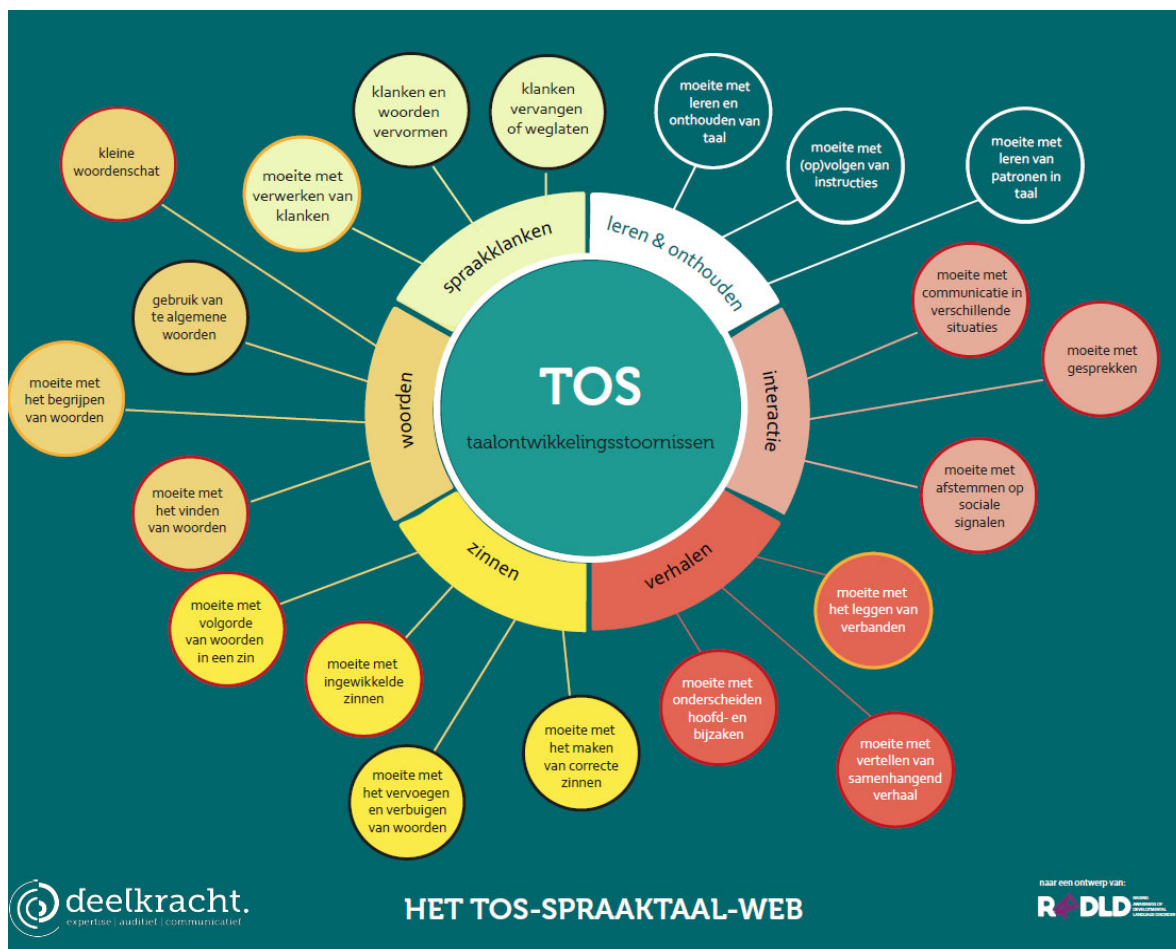 klanken en
woorden
vervormen
klanken
vervangen
of weglaten
moeite met
leren en
onthouden van
taal
moeite met
(op)volgen van
instructies
moeite met
leren van
patronen in
taal
kleine
woordenschat
moeite met
verwerken van
klanken
spraakklanken
leren & onthouden
gebruik van
te algemene
woorden
moeite met
communicatie in
verschillende
situaties
moeite met
gesprekken
moeite met
het begrijpen
van woorden
woorden
TOS
taalontwikkelingsstoornissen
interactie
moeite met
het vinden
van woorden
moeite met
afstemmen op
sociale
signalen
zinnen
verhalen
moeite met
volgorde
van woorden
in een zin
moeite met
ingewikkelde
zinnen
moeite met
het vervoegen
en verbuigen
van woorden
moeite met
het maken
van correcte
zinnen
moeite met
onderscheiden
hoofd- en
bijzaken
moeite met
het leggen van
verbanden
moeite met
vertellen van
samenhangend
verhaal
deelkracht.
expertise | auditief | communicatief
HET TOS-SPRAAKTAAL-WEB
naar een ontwerp van:
RADLD
RAISING
AWARENESS OF
DEVELOPMENTAL
LANGUAGE DISORDER